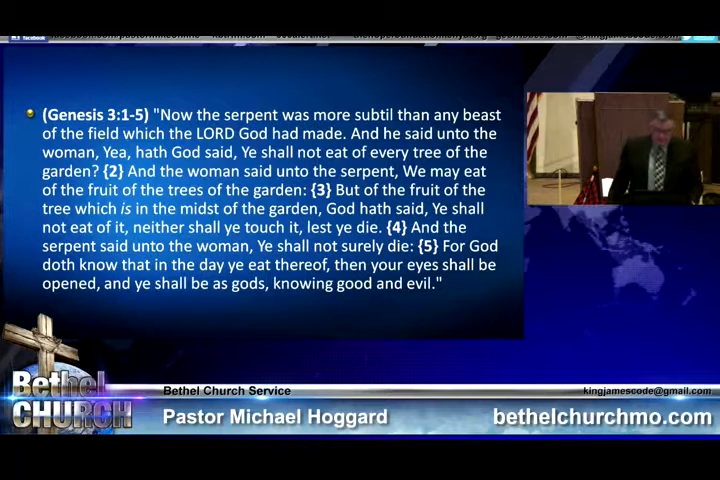 facebook
(Genesis 3:1-5) "Now the serpent was more subtil than any beast
of the field which the LORD God had made. And he said unto the
woman, Yea, hath God said, Ye shall not eat of every tree of the
garden? {2} And the woman said unto the serpent, We may eat
of the fruit of the trees of the garden: {3} But of the fruit of the
tree which is in the midst of the garden, God hath said, Ye shall
not eat of it, neither shall ye touch it, lest ye die. {4} And the
serpent said unto the woman, Ye shall not surely die: {5} For God
doth know that in the day ye eat thereof, then your eyes shall be
opened, and ye shall be as gods, knowing good and evil."
Bethel
CHURCH
Bethel Church Service
kingjamescode@gmail.com
Pastor Michael Hoggard
bethelchurchmo.com